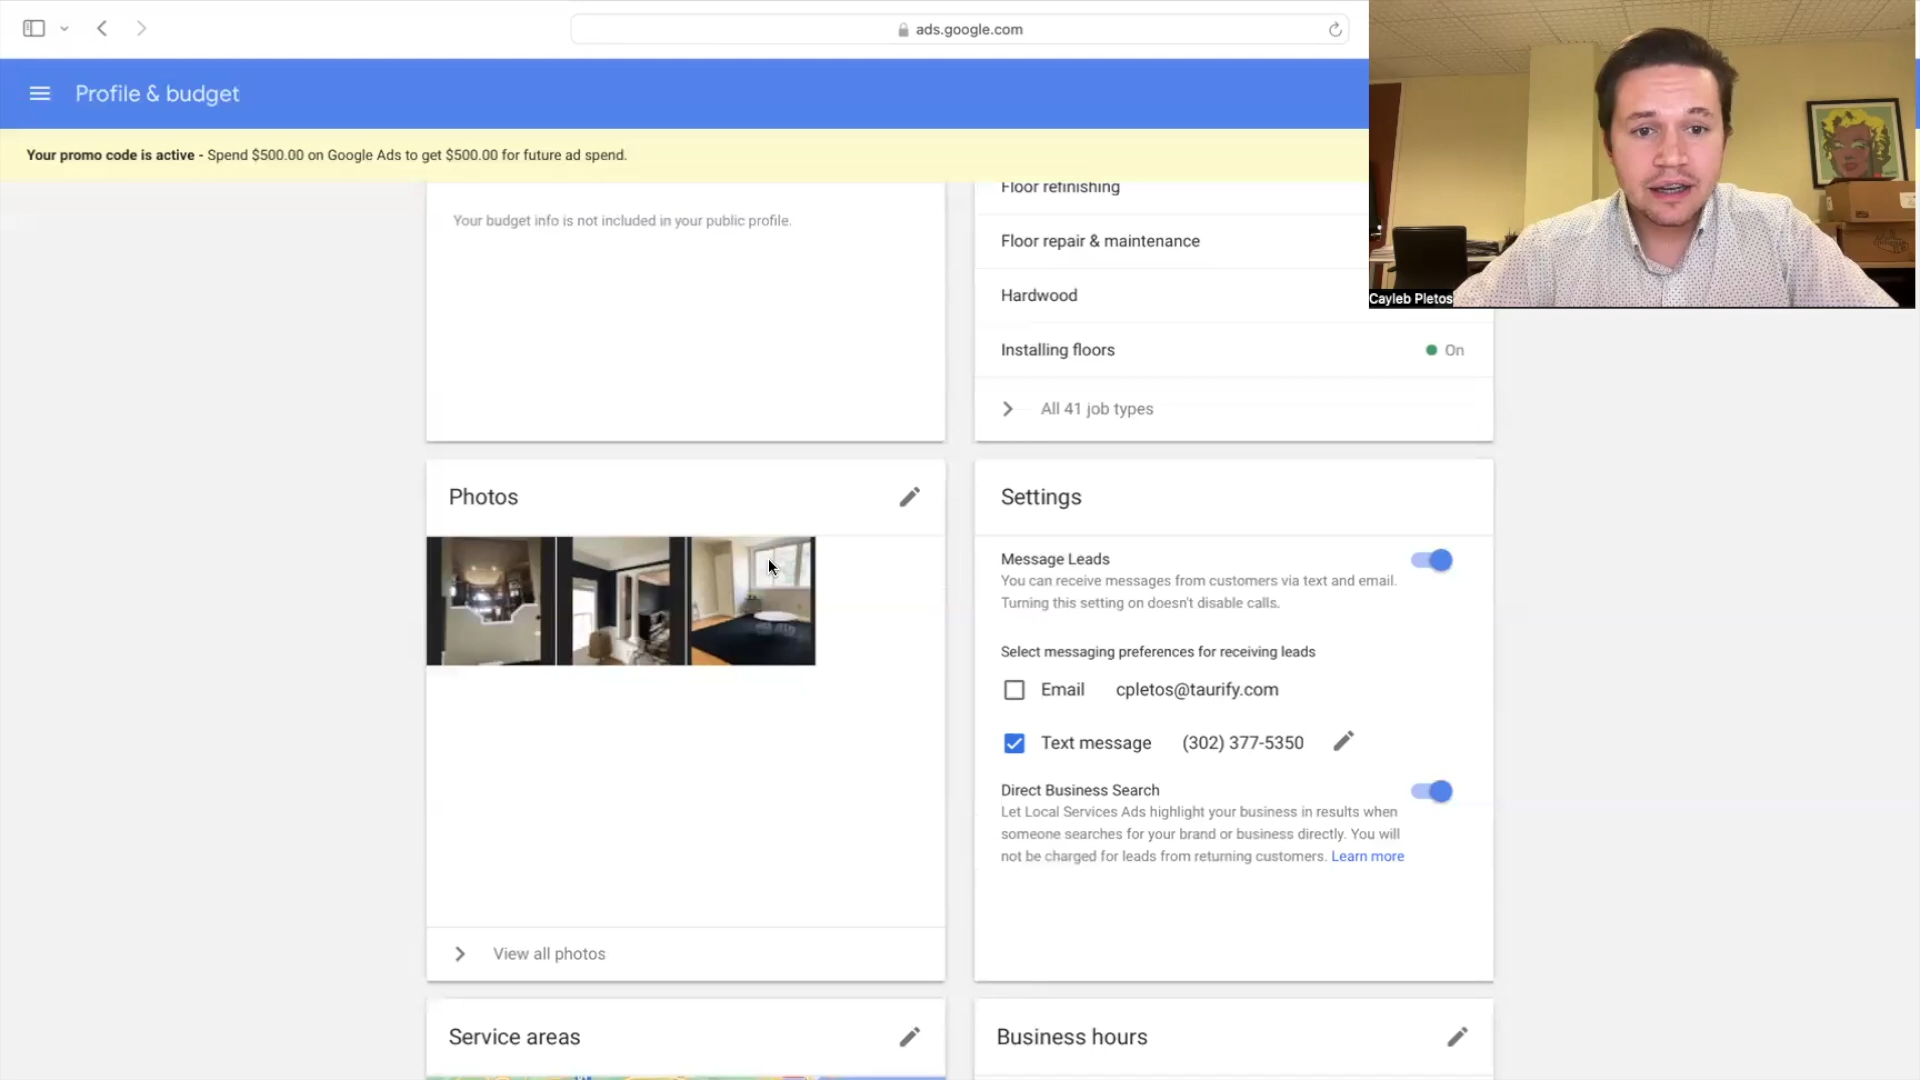 ads.google.com
Profile & budget
Your promo code is active - Spend $500.00 on Google Ads to get $500.00 for future ad spend.
Your budget info is not included in your public profile.
Floor refinishing
Floor repair & maintenance
Hardwood
Installing floors
On
All 41 job types
Cayleb Pletos
Photos
View all photos
Settings
Message Leads
You can receive messages from customers via text and email.
Turning this setting on doesn't disable calls.
Select messaging preferences for receiving leads
Email cpletos@taurify.com
Text message (302) 377-5350
Direct Business Search
Let Local Services Ads highlight your business in results when
someone searches for your brand or business directly. You will
not be charged for leads from returning customers. Learn more
Service areas
Business hours